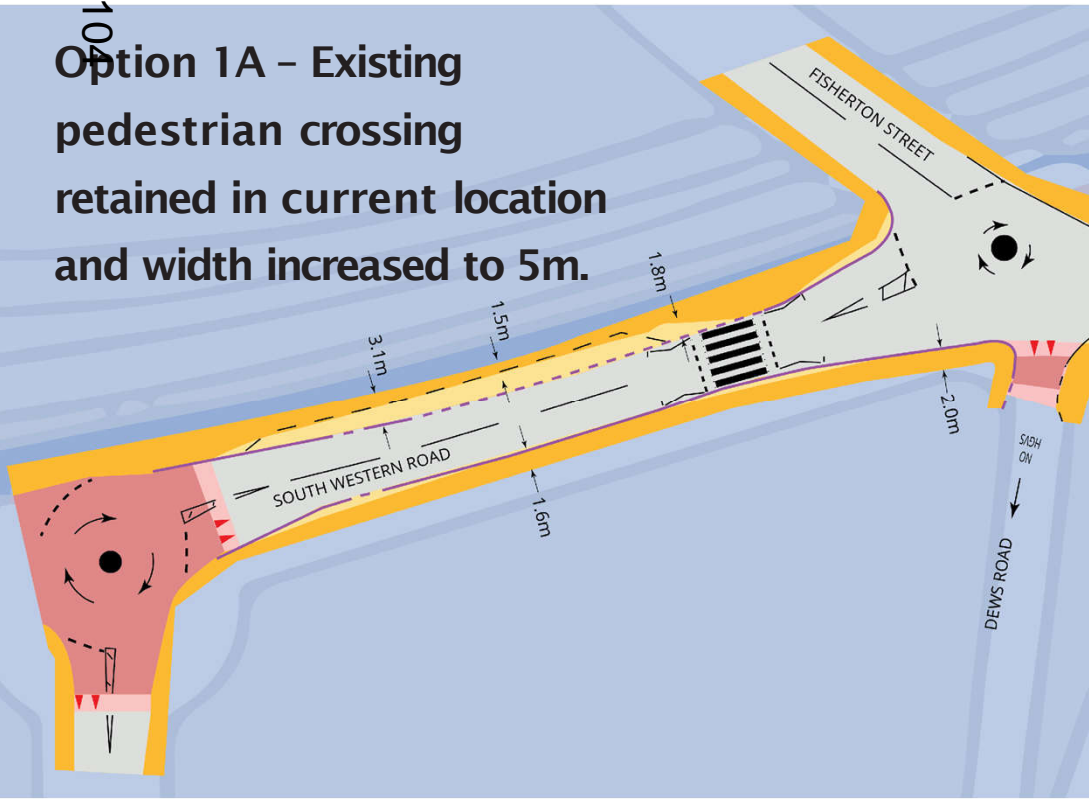 104
Option 1A – Existing
pedestrian crossing
retained in current location
and width increased to 5m.
FISHERTON STREET
1.8m
1.5m
3.1m
SOUTH WESTERN ROAD
1.6m
2.0m
NO
HGVS
DEWS ROAD